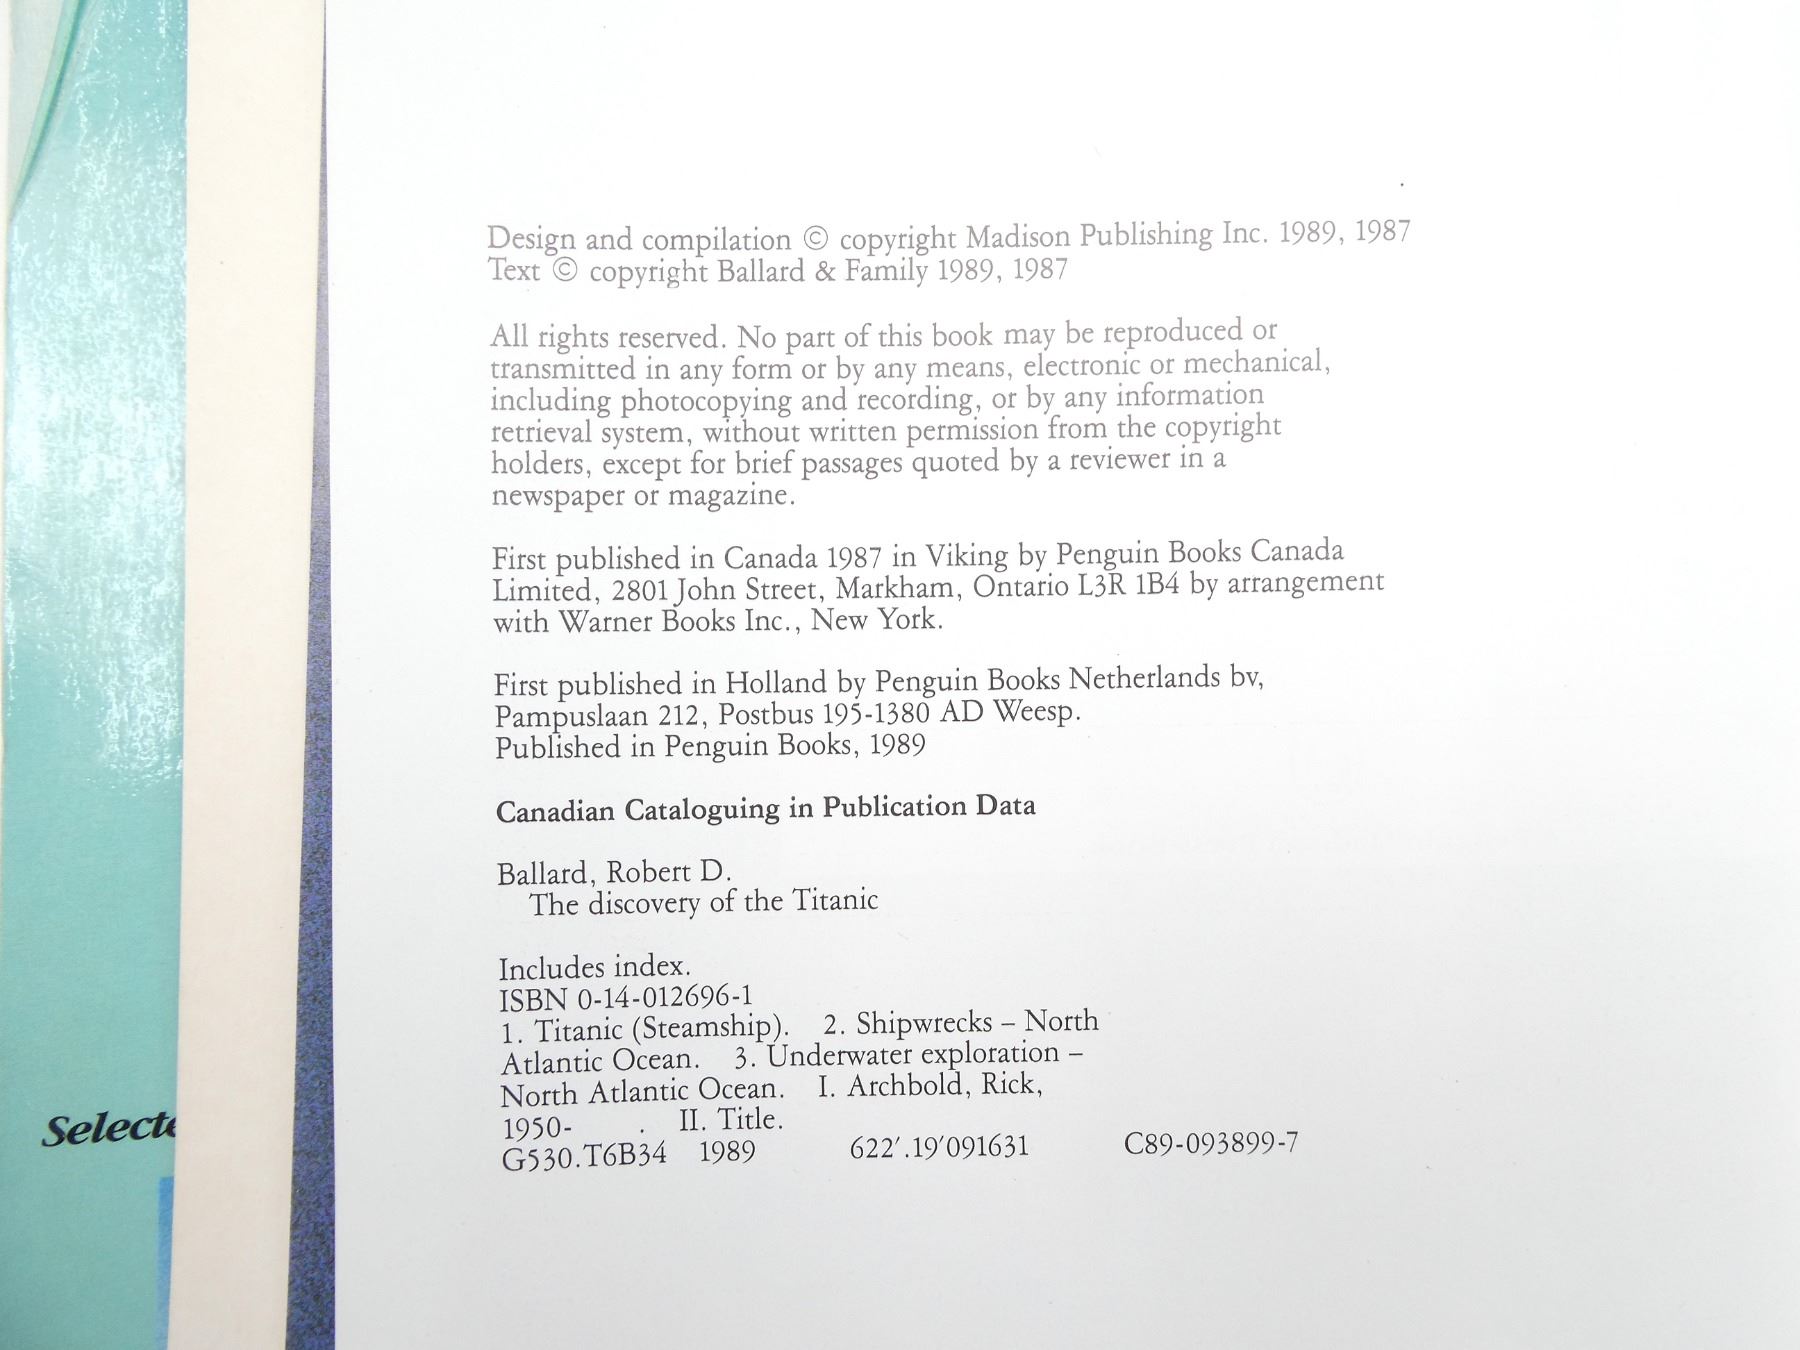 Design and compilation © copyright Madison Publishing Inc. 1989, 1987
Text © copyright Ballard & Family 1989, 1987
All rights reserved. No part of this book may be reproduced or
transmitted in any form or by any means, electronic or mechanical,
including photocopying and recording, or by any information
retrieval system, without written permission from the copyright
holders, except for brief passages quoted by a reviewer in a
newspaper or magazine.
First published in Canada 1987 in Viking by Penguin Books Canada
Limited, 2801 John Street, Markham, Ontario L3R 1B4 by arrangement
with Warner Books Inc., New York.
First published in Holland by Penguin Books Netherlands bv,
Pampuslaan 212, Postbus 195-1380 AD Weesp.
Published in Penguin Books, 1989
Canadian Cataloguing in Publication Data
Ballard, Robert D.
The discovery of the Titanic
Includes index.
ISBN 0-14-012696-1
1. Titanic (Steamship). 2. Shipwrecks – North
Atlantic Ocean. 3. Underwater exploration –
North Atlantic Ocean. I. Archbold, Rick,
1950- . II. Title.
G530.T6B34 1989 622'.19'091631 C89-093899-7